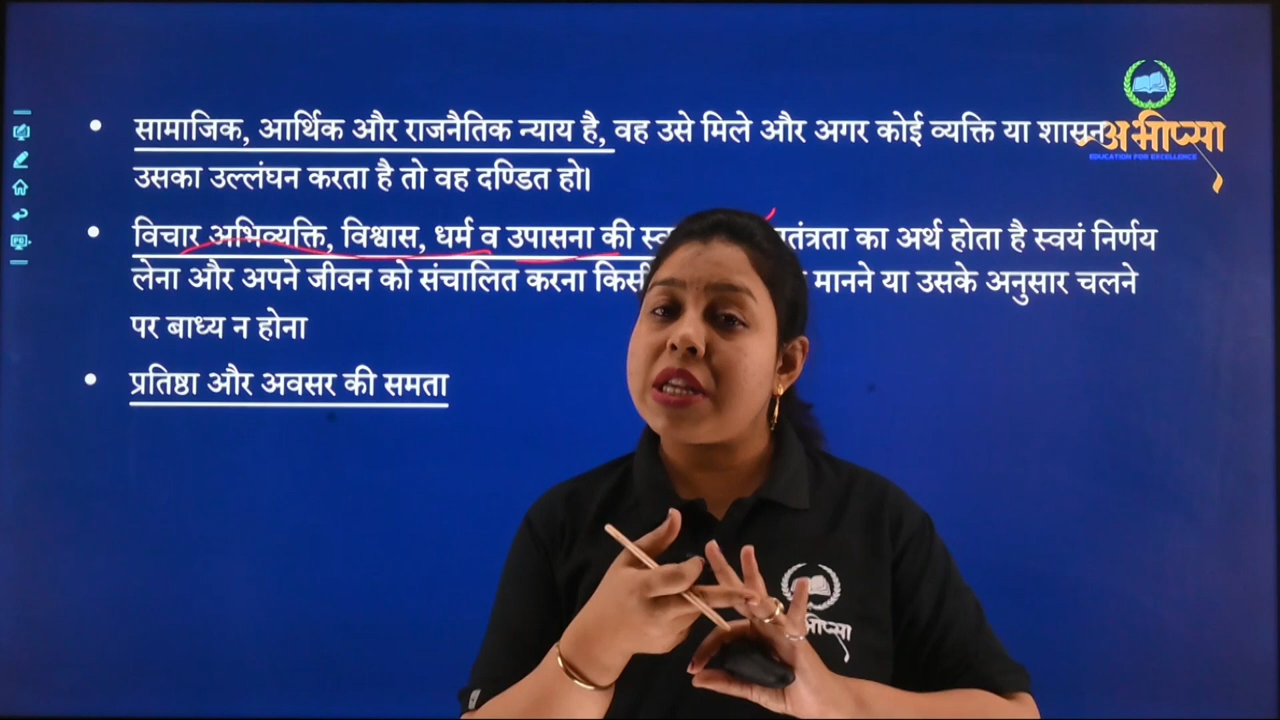 सामाजिक, आर्थिक और राजनैतिक न्याय है, वह उसे मिले और अगर कोई व्यक्ति या शासन
अभीप्सा
EDUCATION FOR EXCELLENCE
उसका उल्लंघन करता है तो वह दण्डित हो।
विचार अभिव्यक्ति, विश्वास, धर्म व उपासना की का अर्थ होता है स्वयं निर्णय
लेना और अपने जीवन को संचालित करना मानने या उसके अनुसार चलने
पर बाध्य न होना
प्रतिष्ठा और अवसर की समता